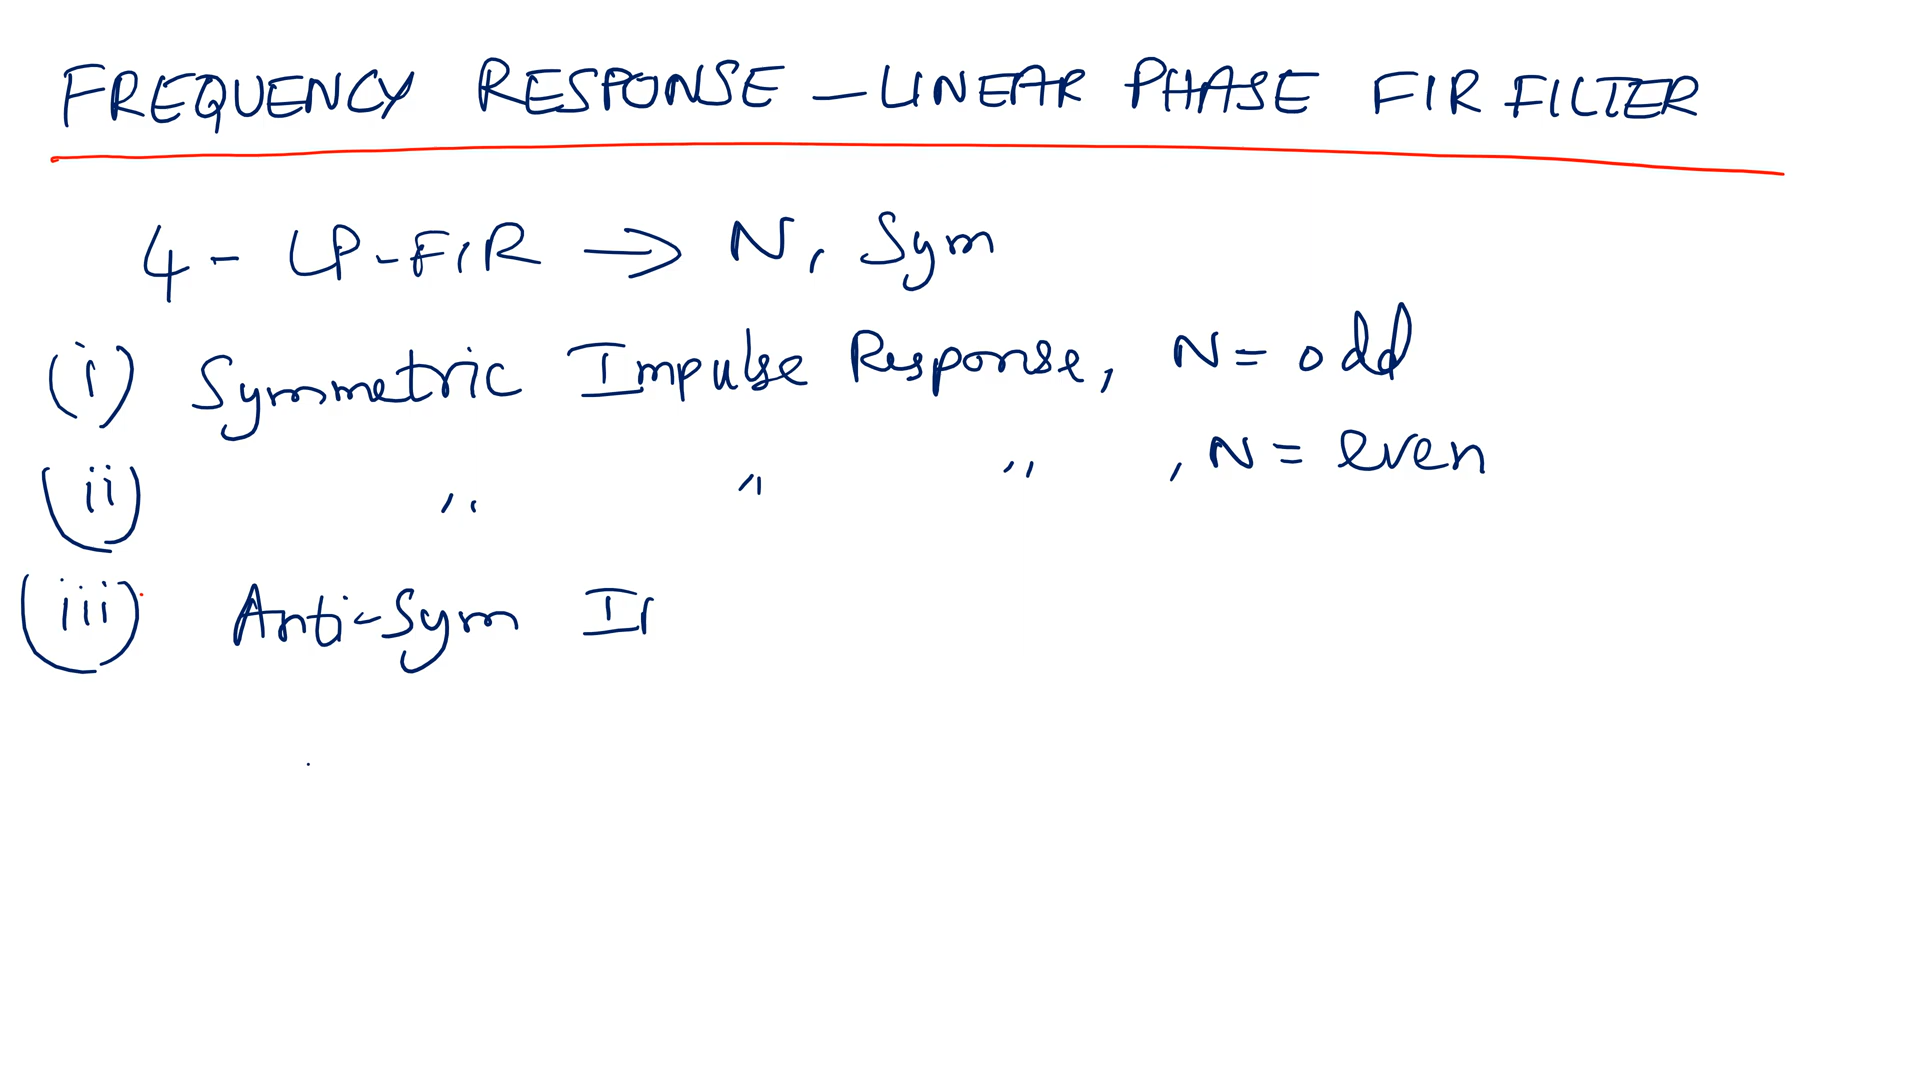 FREQUENCY RESPONSE - LINEAR PHASE FIR FILTER
4 - LP-FIR → N, Sym
(i) Symmetric Impulse Response, N = odd
(ii) " " " , N = even
(iii) Anti-Sym I